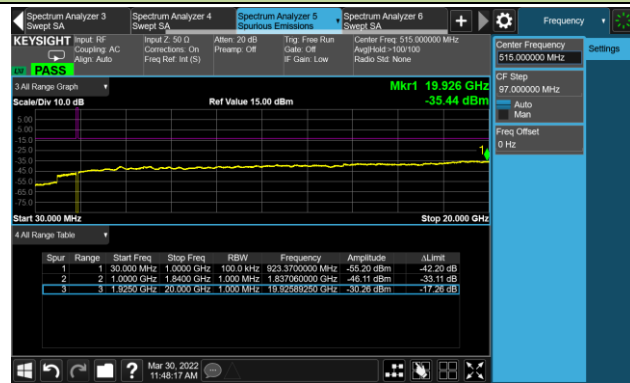 Spectrum Analyzer 3 Spectrum Analyzer 4 Spectrum Analyzer 5 Spectrum Analyzer 6 + Frequency
Swept SA Swept SA Spurious Emissions Swept SA
KEYSIGHT Input: RF Input Z: 50 Ω Atten: 20 dB Trig: Free Run Center Freq: 515.000000 MHz
Coupling: AC Corrections: On Preamp: Off Gate: Off Avg|Hold:>100/100
Align: Auto Freq Ref: Int (S) IF Gain: Low Radio Std: None
PASS
Center Frequency
515.000000 MHz
Settings
CF Step
97.000000 MHz
Auto
Man
Freq Offset
0 Hz
3 All Range Graph
Mkr1 19.926 GHz
Scale/Div 10.0 dB Ref Value 15.00 dBm -35.44 dBm
5.00
-5.00
-15.0
-25.0
-35.0
-45.0
-55.0
-65.0
-75.0
1
Start 30.000 MHz Stop 20.000 GHz
4 All Range Table
Spur Range Start Freq Stop Freq RBW Frequency Amplitude ΔLimit
1 1 30.000 MHz 1.0000 GHz 100.0 kHz 923.3700000 MHz -55.20 dBm -42.20 dB
2 2 1.0000 GHz 1.8400 GHz 1.000 MHz 1.837060000 GHz -46.11 dBm -33.11 dB
3 3 1.9250 GHz 20.000 GHz 1.000 MHz 19.92589250 GHz -30.26 dBm -17.26 dB
? Mar 30, 2022
11:48:17 AM